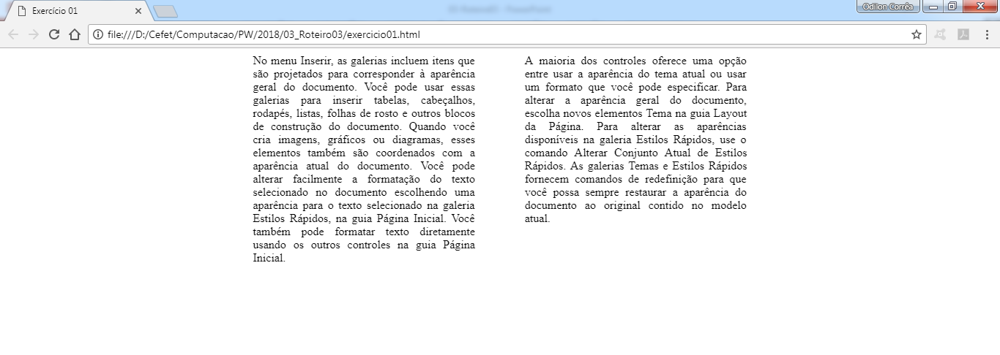 Exercício 01
Odilon Corrêa
file:///D:/Cefet/Computacao/PW/2018/03_Roteiro03/exercicio01.html
No menu Inserir, as galerias incluem itens que
são projetados para corresponder à aparência
geral do documento. Você pode usar essas
galerias para inserir tabelas, cabeçalhos,
rodapés, listas, folhas de rosto e outros blocos
de construção do documento. Quando você
cria imagens, gráficos ou diagramas, esses
elementos também são coordenados com a
aparência atual do documento. Você pode
alterar facilmente a formatação do texto
selecionado no documento escolhendo uma
aparência para o texto selecionado na galeria
Estilos Rápidos, na guia Página Inicial. Você
também pode formatar texto diretamente
usando os outros controles na guia Página
Inicial.
A maioria dos controles oferece uma opção
entre usar a aparência do tema atual ou usar
um formato que você pode especificar. Para
alterar a aparência geral do documento,
escolha novos elementos Tema na guia Layout
da Página. Para alterar as aparências
disponíveis na galeria Estilos Rápidos, use o
comando Alterar Conjunto Atual de Estilos
Rápidos. As galerias Temas e Estilos Rápidos
fornecem comandos de redefinição para que
você possa sempre restaurar a aparência do
documento ao original contido no modelo
atual.